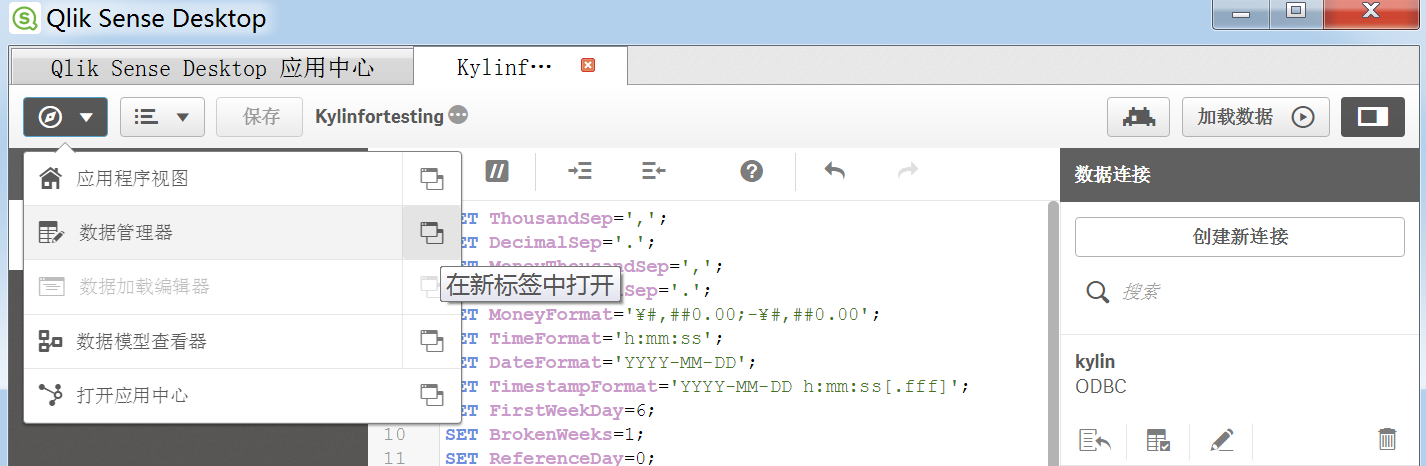 Qlik Sense Desktop
Qlik Sense Desktop 应用中心
Kylinf…
保存
Kylinfortesting
加载数据
应用程序视图
数据管理器
数据加载编辑器
数据模型查看器
打开应用中心
在新标签中打开
ET ThousandSep=',';
ET DecimalSep='.';
ET MoneyThousandSep=',';
Sep='.';
ET MoneyFormat='¥#,##0.00;-¥#,##0.00';
ET TimeFormat='h:mm:ss';
ET DateFormat='YYYY-MM-DD';
ET TimestampFormat='YYYY-MM-DD h:mm:ss[.fff]';
ET FirstWeekDay=6;
10 SET BrokenWeeks=1;
11 SET ReferenceDay=0;
数据连接
创建新连接
搜索
kylin
ODBC